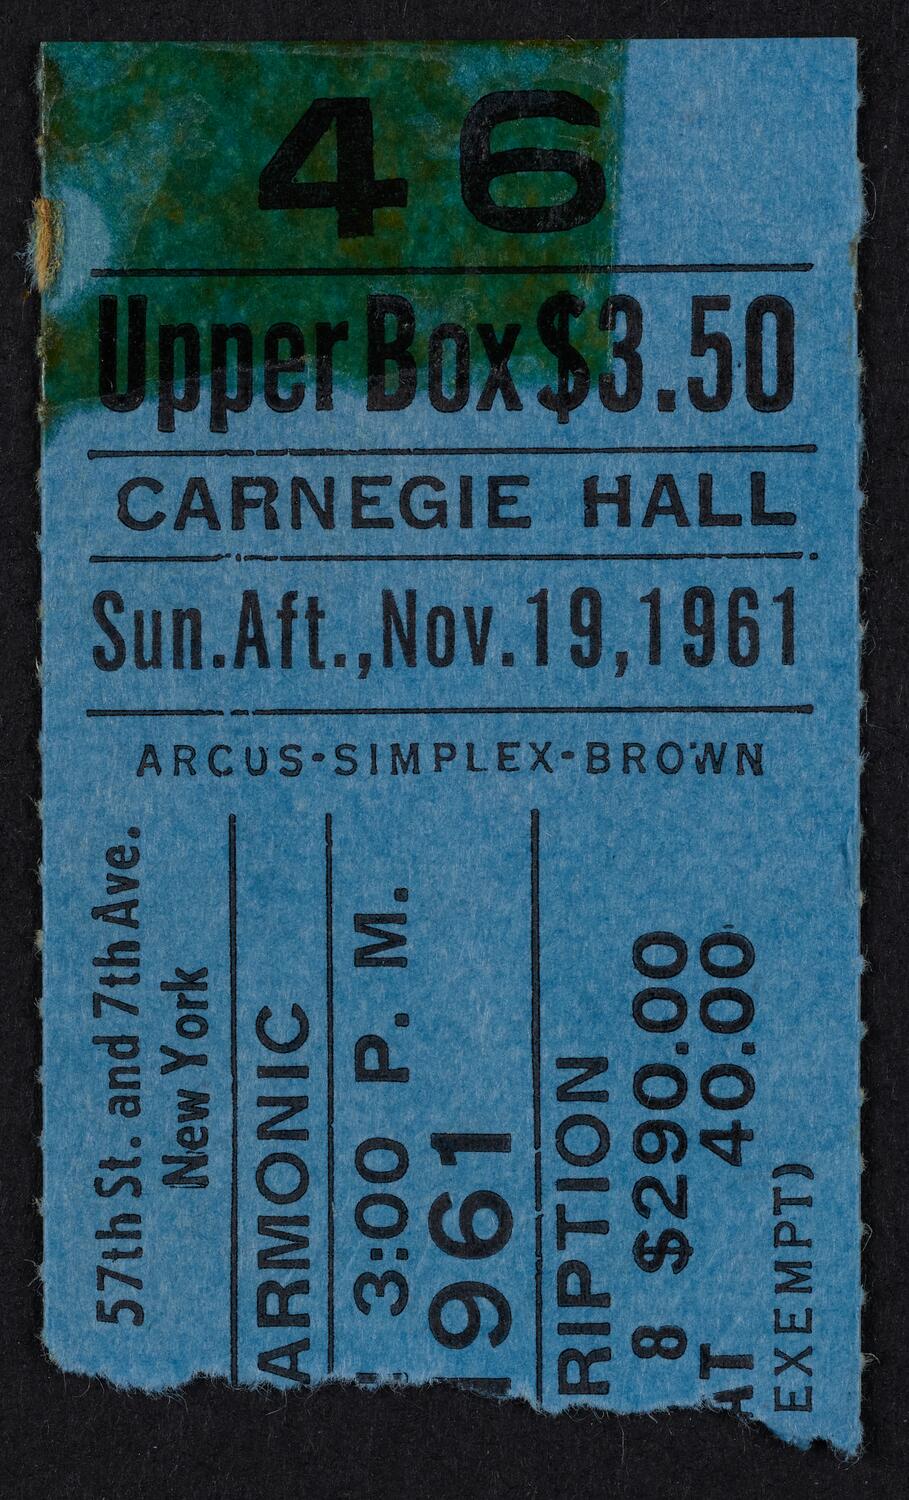 46
Upper Box $3.50
CARNEGIE HALL
Sun.Aft.,Nov.19,1961
ARCUS-SIMPLEX-BROWN
57th St. and 7th Ave.
New York
ARMONIC
3:00 P. M.
1961
RIPTION
8 $290.00
AT 40.00
EXEMPT)